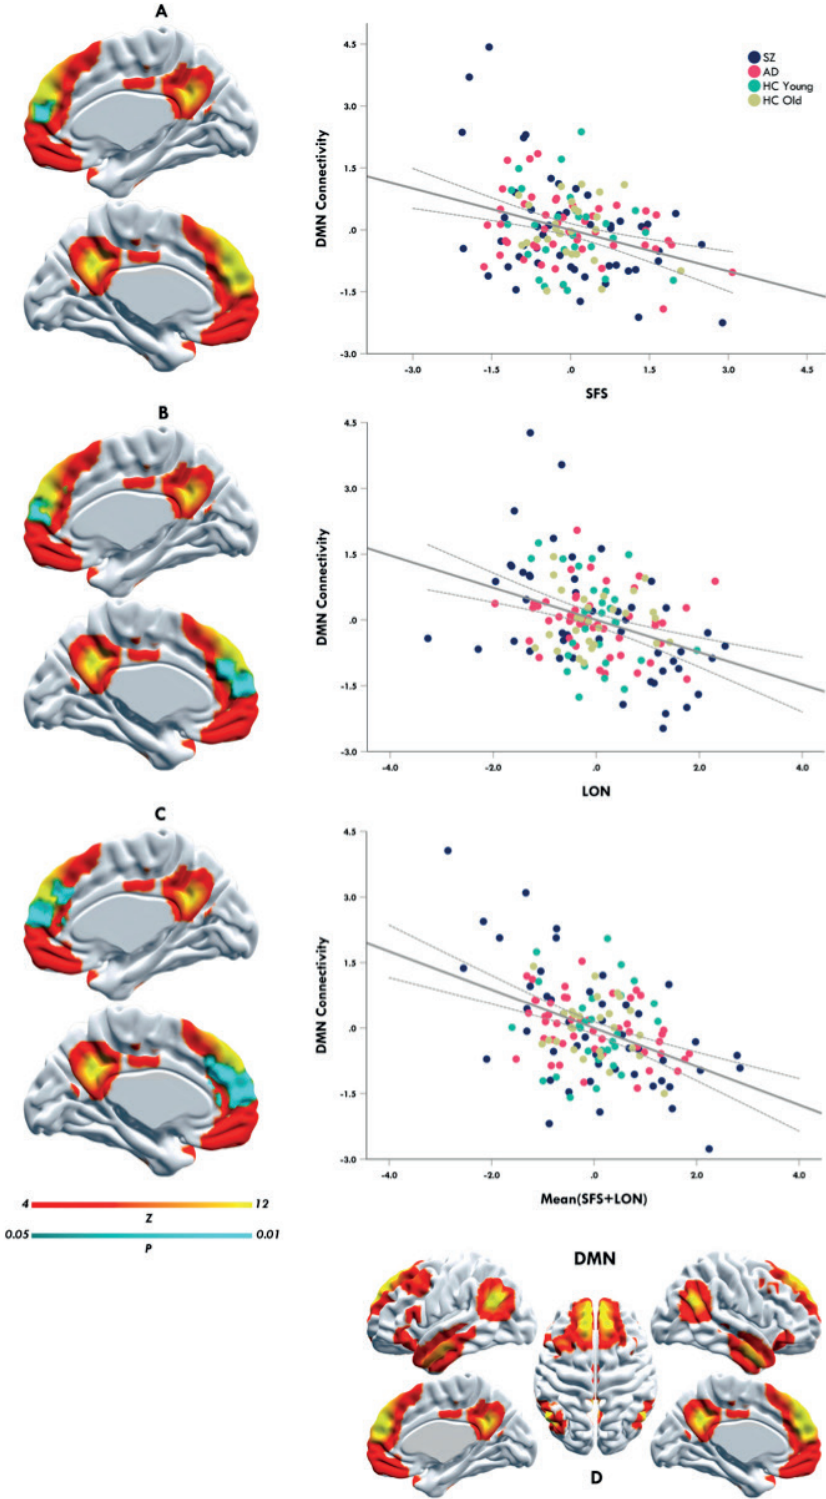 A
4.5
3.0
1.5
.0
-1.5
-3.0
DMN Connectivity
SZ
AD
HC Young
HC Old
-3.0 -1.5 .0 1.5 3.0 4.5
SFS
B
4.5
3.0
1.5
.0
-1.5
-3.0
DMN Connectivity
-4.0 -2.0 .0 2.0 4.0
LON
C
4.5
3.0
1.5
.0
-1.5
-3.0
DMN Connectivity
-4.0 -2.0 .0 2.0 4.0
Mean(SFS+LON)
4 12
Z
0.05 0.01
P
DMN
D